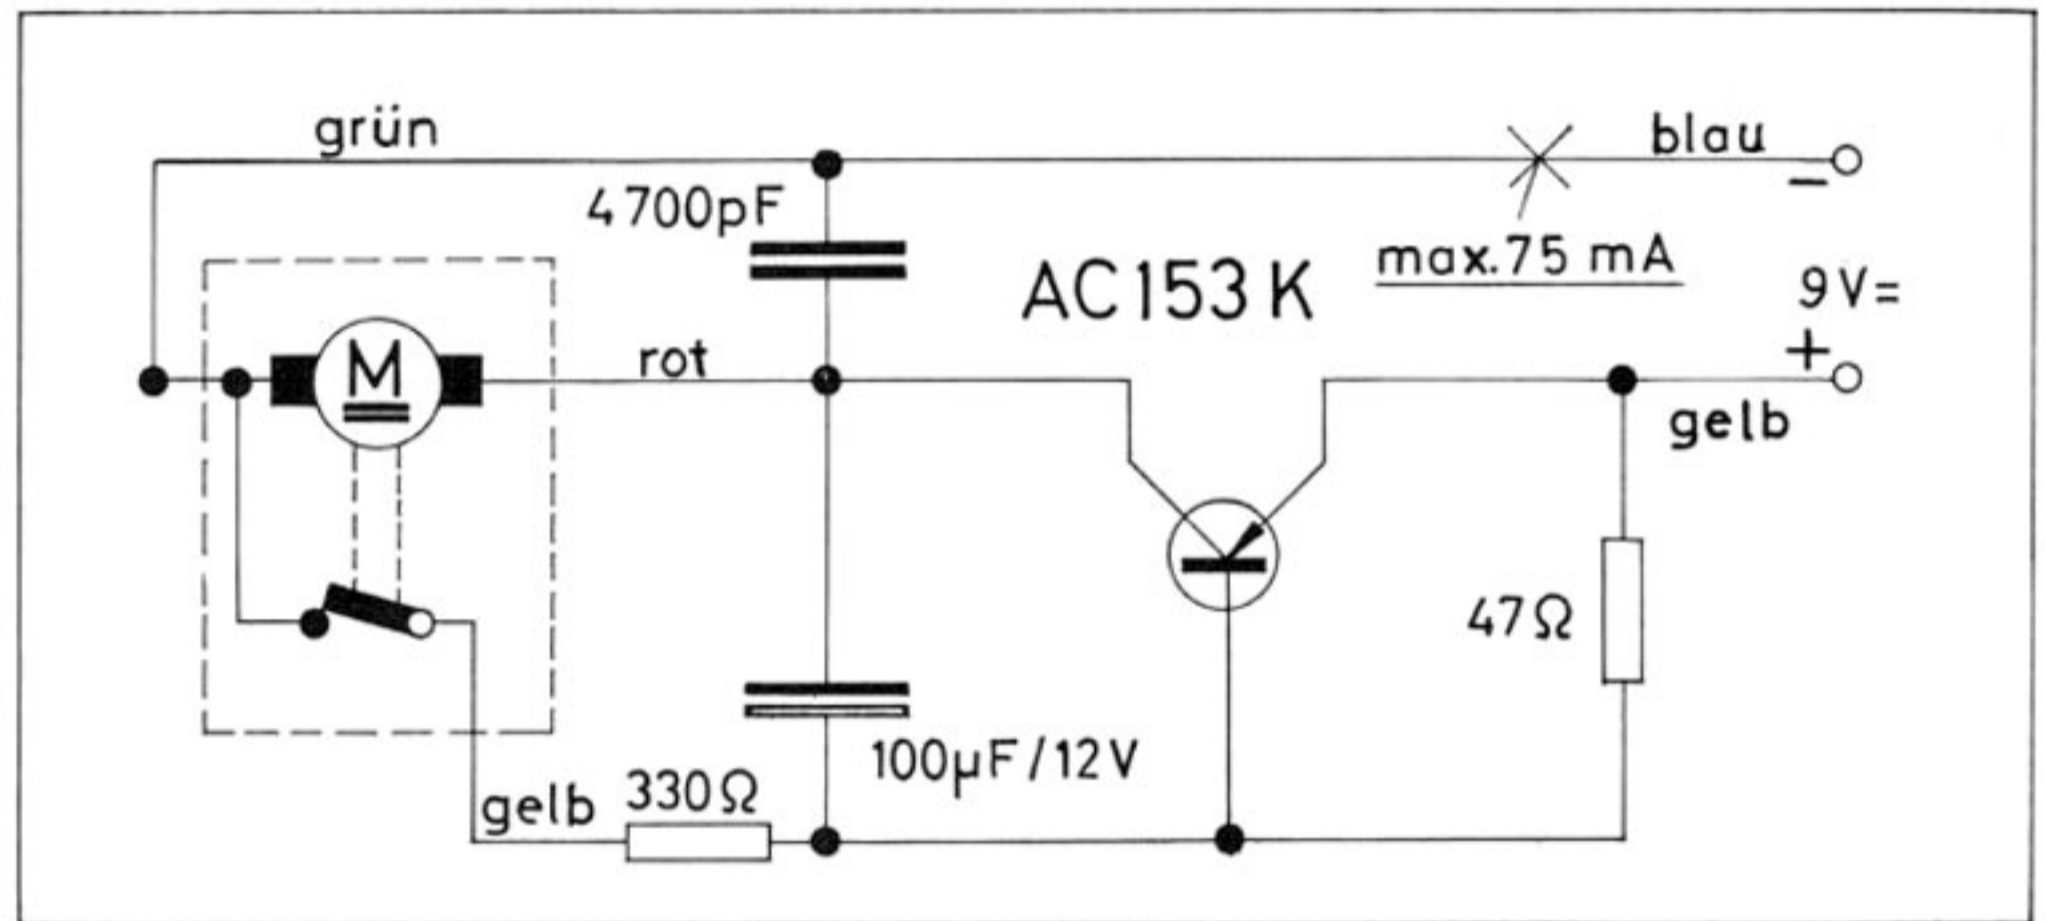 grün
blau
−
4700pF
max.75 mA
AC153K
9V=
+
M
rot
gelb
47Ω
100µF/12V
gelb
330Ω